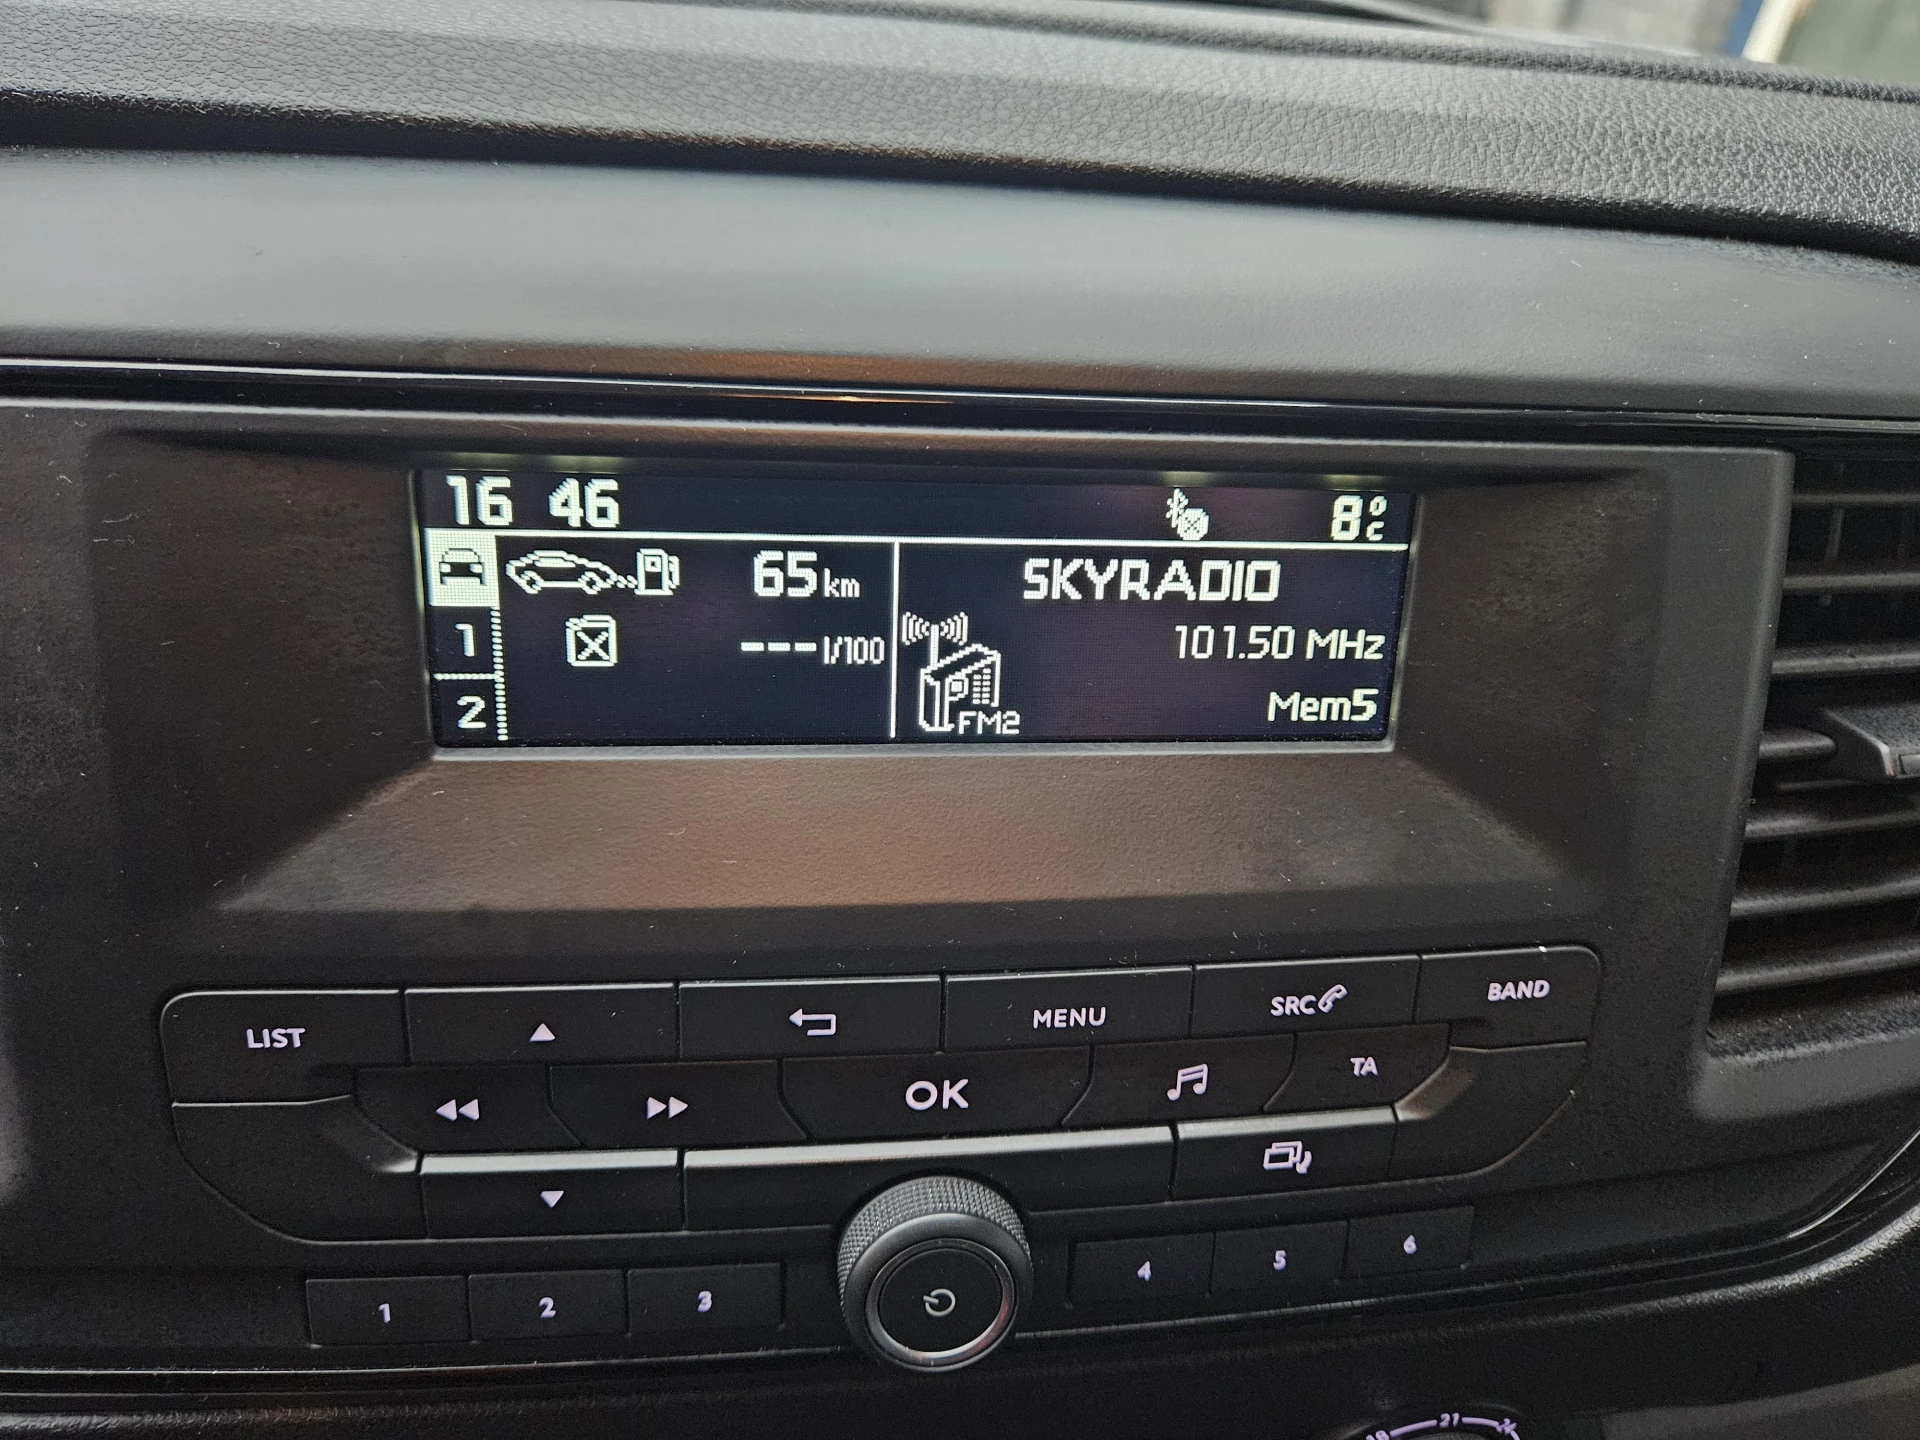 16 46 8°c
65 km
1
---l/100
2
SKYRADIO
101.50 MHz
Mem5
FM2
LIST
MENU
SRC
BAND
OK
TA
1 2 3 4 5 6
21